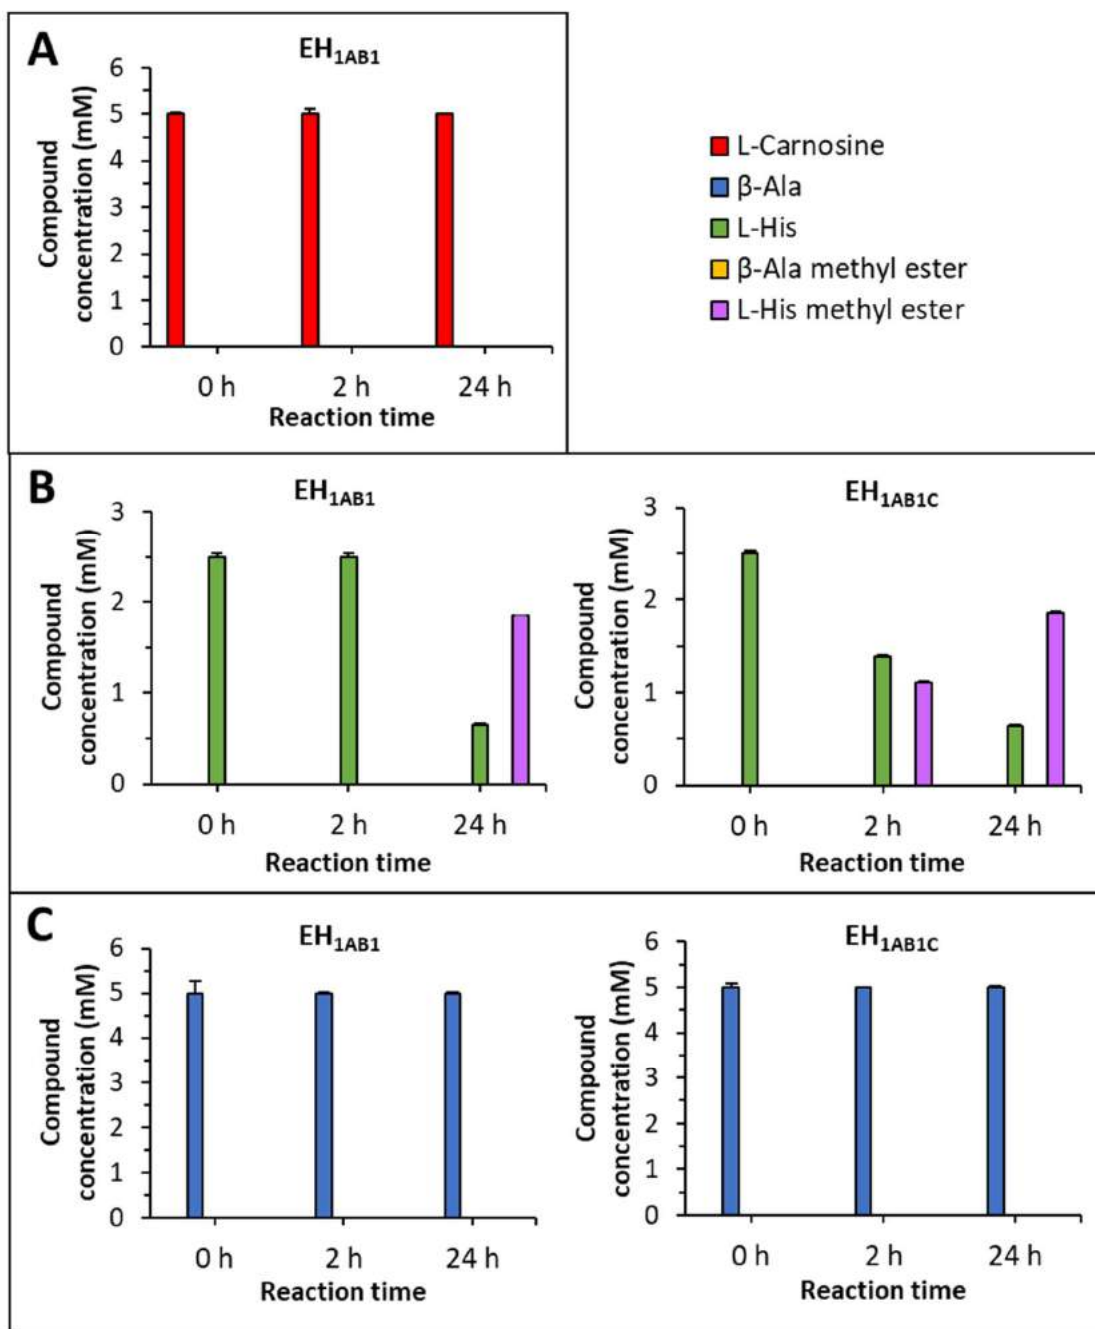 A
EH1AB1
Compound
concentration (mM)
6
5
4
3
2
1
0
0 h 2 h 24 h
Reaction time
L-Carnosine
β-Ala
L-His
β-Ala methyl ester
L-His methyl ester
B
EH1AB1
Compound
concentration (mM)
3
2
1
0
0 h 2 h 24 h
Reaction time
EH1AB1C
Compound
concentration (mM)
3
2
1
0
0 h 2 h 24 h
Reaction time
C
EH1AB1
Compound
concentration (mM)
6
5
4
3
2
1
0
0 h 2 h 24 h
Reaction time
EH1AB1C
Compound
concentration (mM)
6
5
4
3
2
1
0
0 h 2 h 24 h
Reaction time